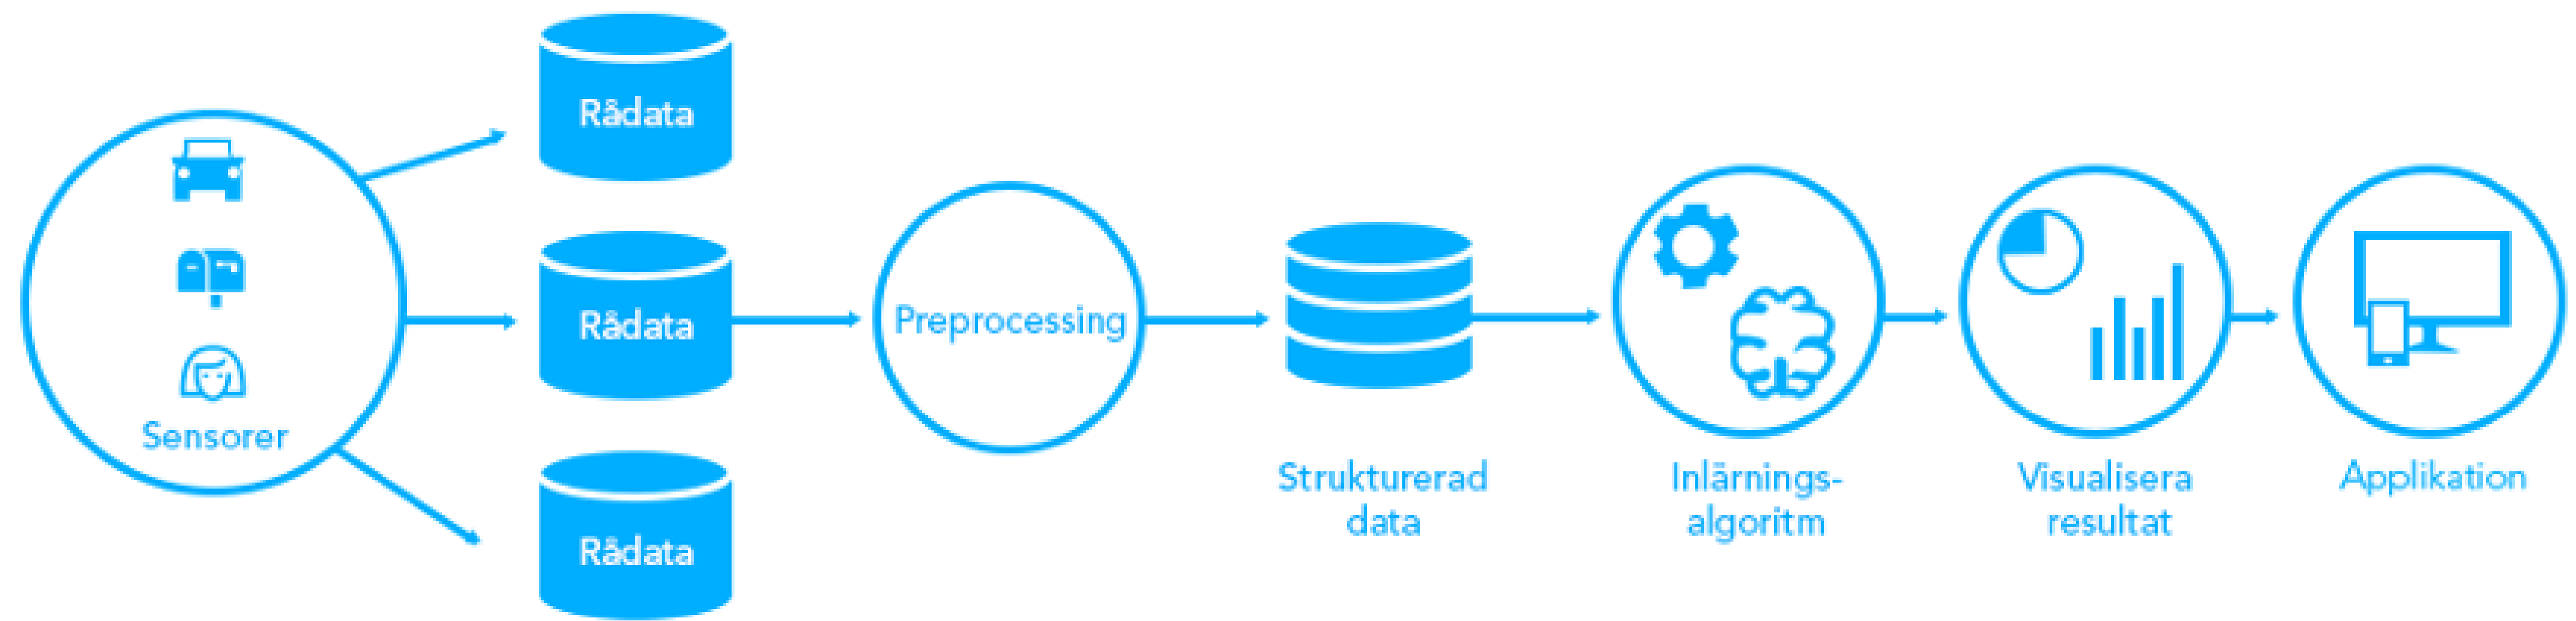 Sensorer
Rådata
Rådata
Rådata
Preprocessing
Strukturerad
data
Inlärnings-
algoritm
Visualisera
resultat
Applikation